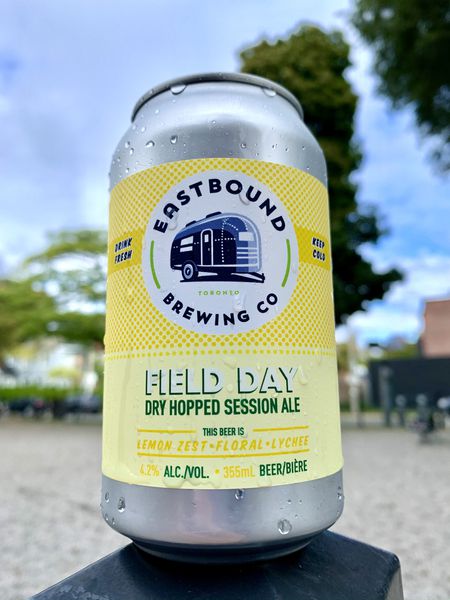 EASTBOUND
DRINK
FRESH
KEEP
COLD
TORONTO
BREWING CO
FIELD DAY
DRY HOPPED SESSION ALE
THIS BEER IS
LEMON ZEST•FLORAL•LYCHEE
4.2% ALC./VOL. • 355mL BEER/BIÈRE